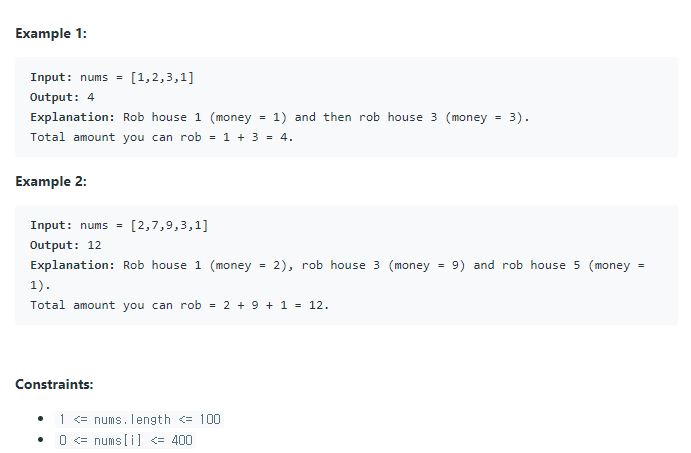 Example 1:
Input: nums = [1,2,3,1]
Output: 4
Explanation: Rob house 1 (money = 1) and then rob house 3 (money = 3).
Total amount you can rob = 1 + 3 = 4.
Example 2:
Input: nums = [2,7,9,3,1]
Output: 12
Explanation: Rob house 1 (money = 2), rob house 3 (money = 9) and rob house 5 (money =
1).
Total amount you can rob = 2 + 9 + 1 = 12.
Constraints:
• 1 <= nums.length <= 100
• 0 <= nums[i] <= 400